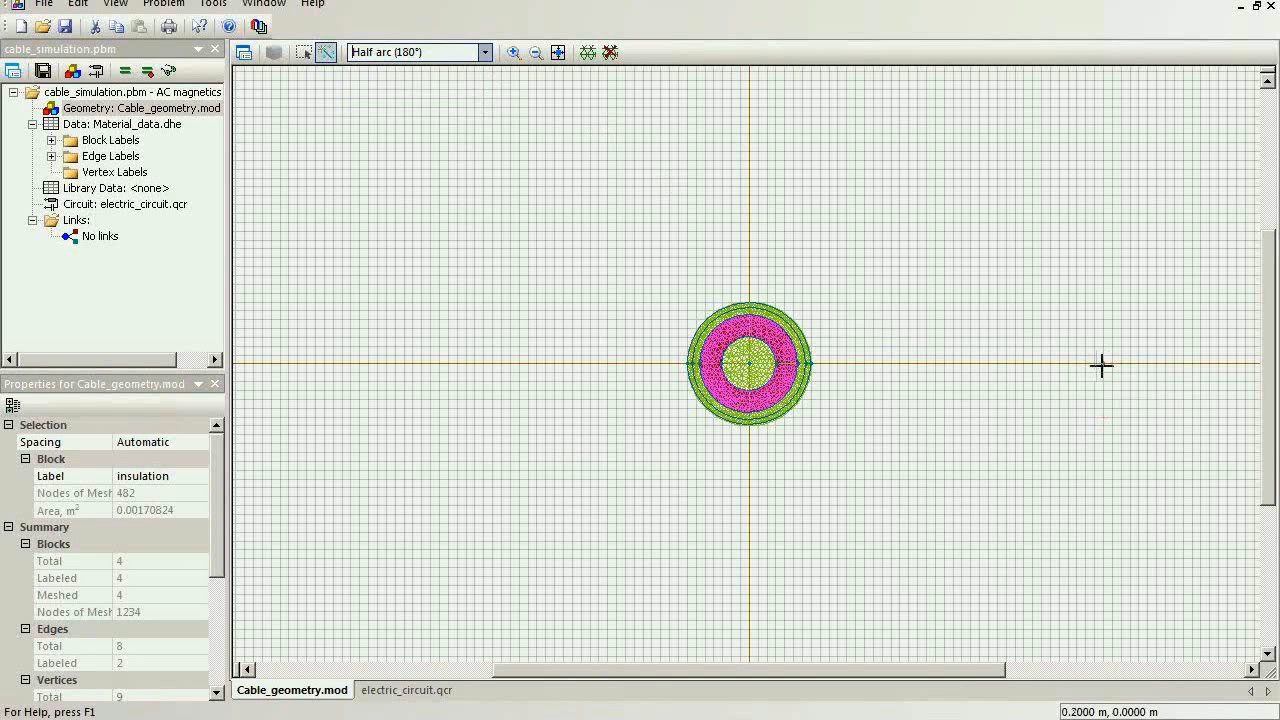 File Edit View Problem Tools Window Help
cable_simulation.pbm
Half arc (180°)
cable_simulation.pbm - AC magnetics
Geometry: Cable_geometry.mod
Data: Material_data.dhe
Block Labels
Edge Labels
Vertex Labels
Library Data: <none>
Circuit: electric_circuit.qcr
Links:
No links
Properties for Cable_geometry.mod
Selection
Spacing Automatic
Block
Label insulation
Nodes of Mesh 482
Area, m² 0.00170824
Summary
Blocks
Total 4
Labeled 4
Meshed 4
Nodes of Mesh 1234
Edges
Total 8
Labeled 2
Vertices
Total 9
Cable_geometry.mod electric_circuit.qcr
For Help, press F1
0.2000 m, 0.0000 m